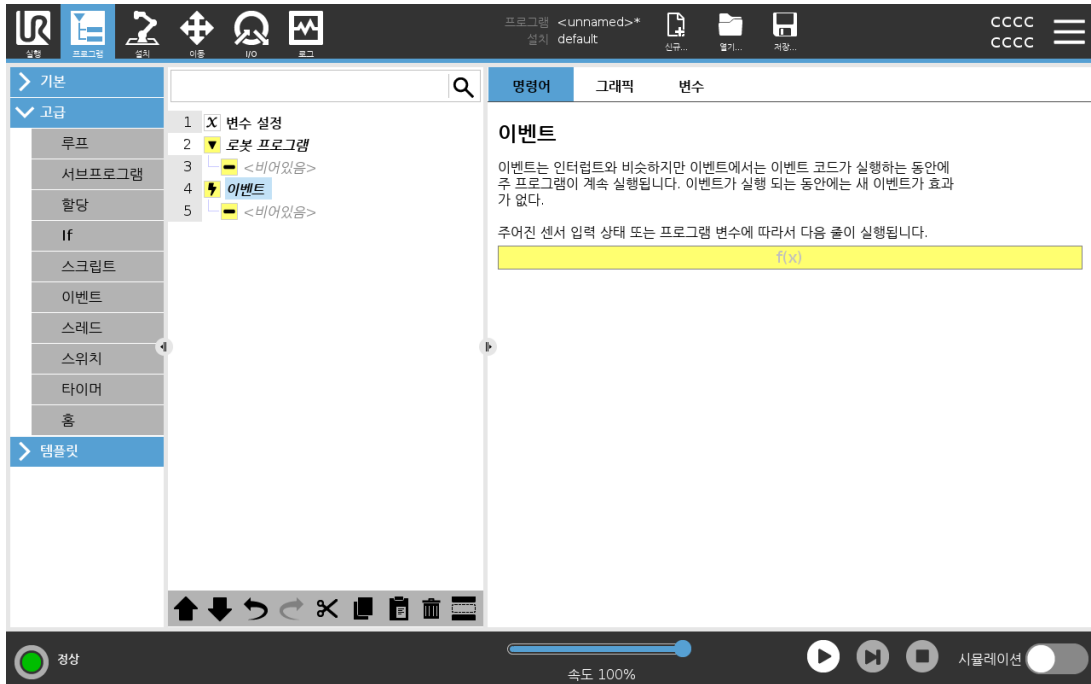 UR
실행
프로그램
설치
이동
I/O
로그
프로그램 <unnamed>*
설치 default
신규...
열기...
저장...
cccc
cccc
기본
고급
루프
서브프로그램
할당
If
스크립트
이벤트
스레드
스위치
타이머
홈
템플릿
1 x 변수 설정
2 로봇 프로그램
3 <비어있음>
4 이벤트
5 <비어있음>
명령어 그래픽 변수
이벤트
이벤트는 인터럽트와 비슷하지만 이벤트에서는 이벤트 코드가 실행하는 동안에
주 프로그램이 계속 실행됩니다. 이벤트가 실행 되는 동안에는 새 이벤트가 효과
가 없다.
주어진 센서 입력 상태 또는 프로그램 변수에 따라서 다음 줄이 실행됩니다.
f(x)
정상
속도 100%
시뮬레이션